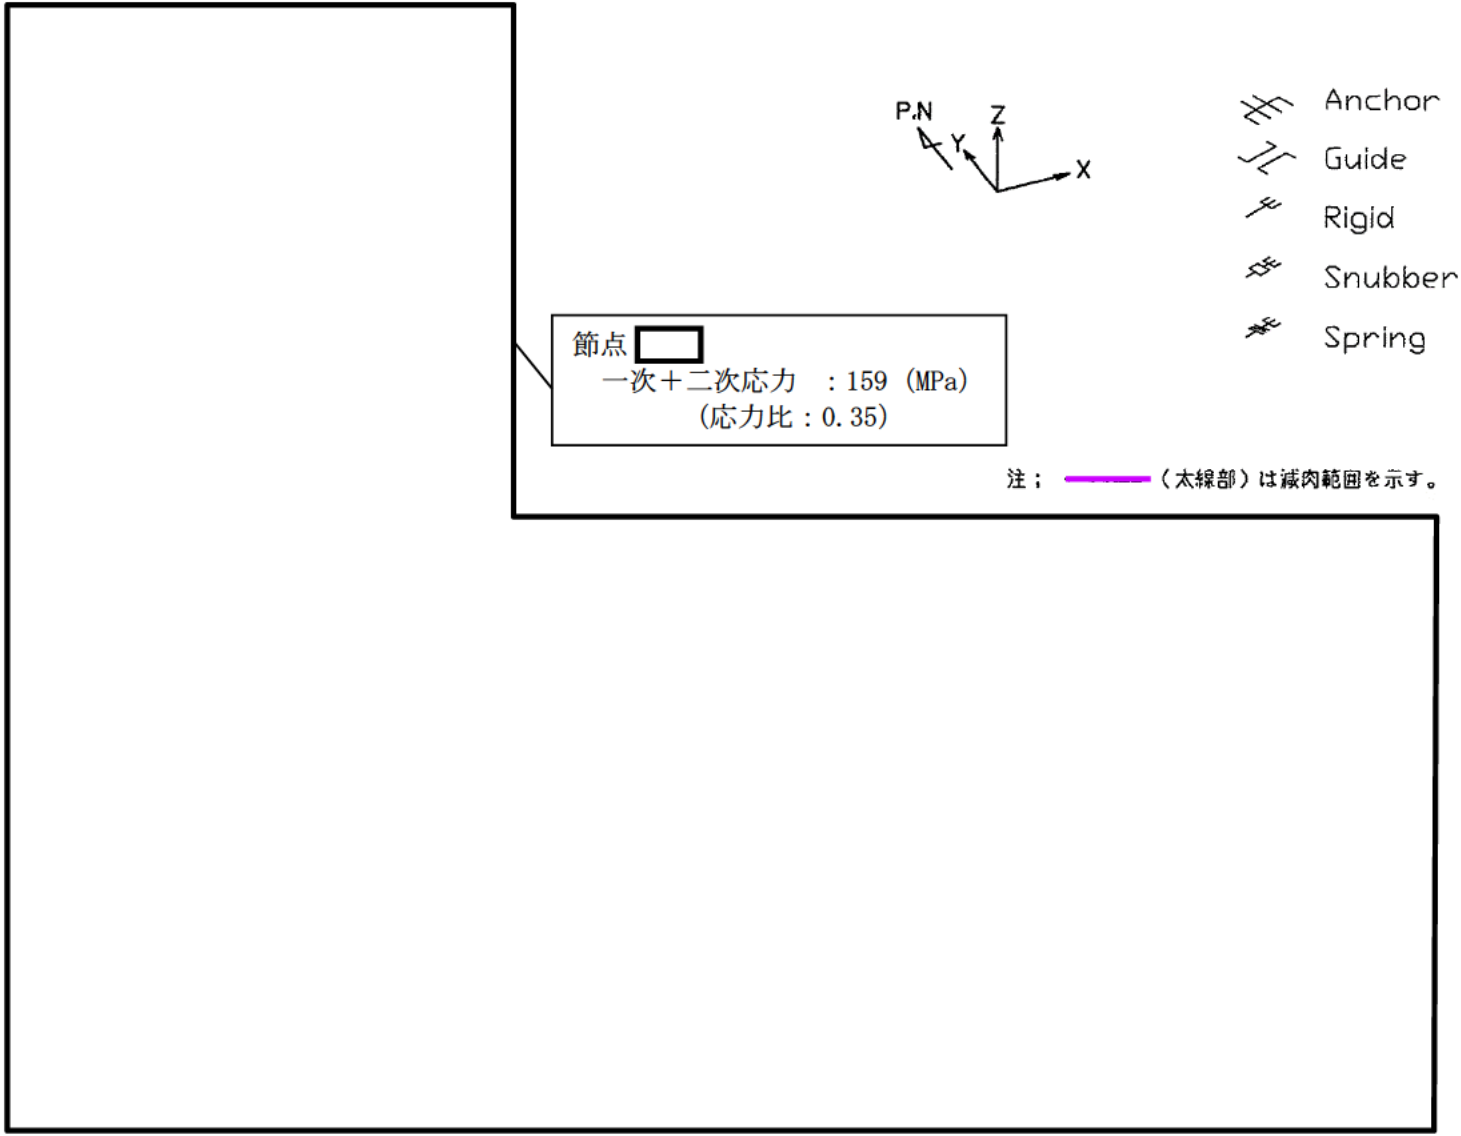 P.N
Z
Y
X
Anchor
Guide
Rigid
Snubber
Spring
節点
一次＋二次応力 ：159 (MPa)
(応力比：0.35)
注； （太線部）は減肉範囲を示す。